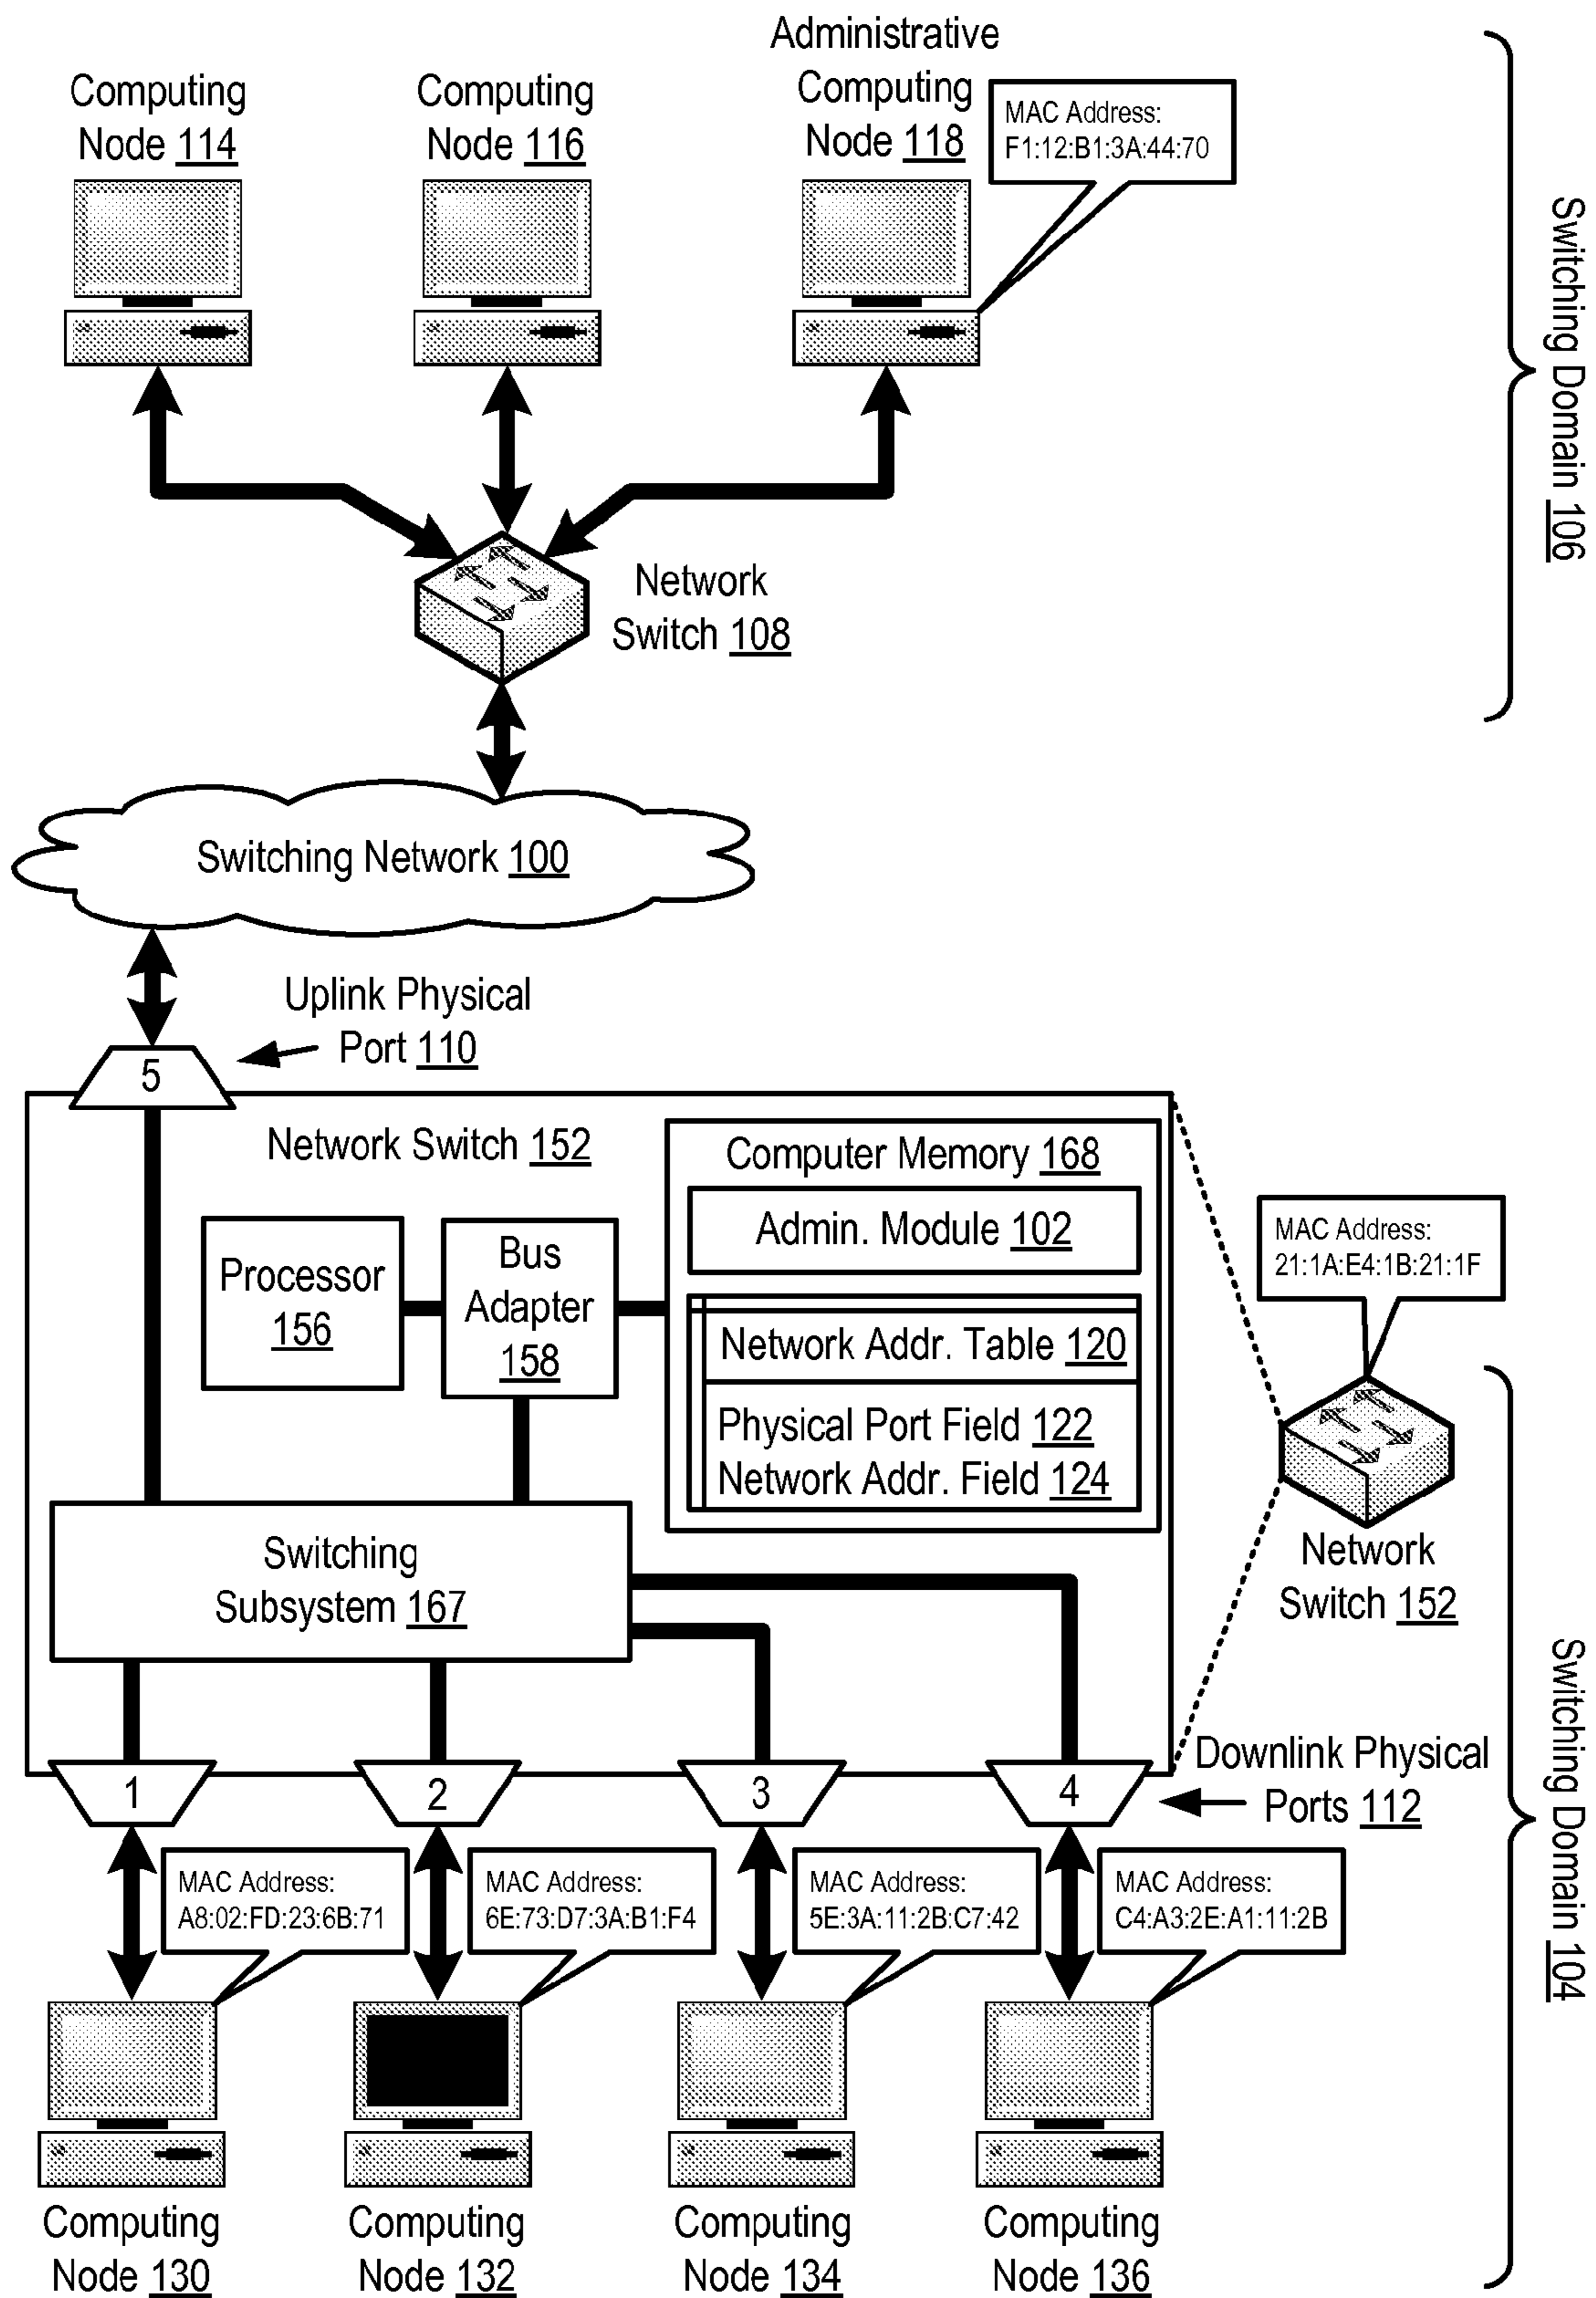 Computing
Node 114
Computing
Node 116
Administrative
Computing
Node 118
MAC Address:
F1:12:B1:3A:44:70
Switching Domain 106
Network
Switch 108
Switching Network 100
Uplink Physical
Port 110
5
Network Switch 152
Computer Memory 168
Admin. Module 102
Processor
156
Bus
Adapter
158
Network Addr. Table 120
Physical Port Field 122
Network Addr. Field 124
MAC Address:
21:1A:E4:1B:21:1F
Network
Switch 152
Switching
Subsystem 167
Switching Domain 104
Downlink Physical
Ports 112
1
2
3
4
MAC Address:
A8:02:FD:23:6B:71
MAC Address:
6E:73:D7:3A:B1:F4
MAC Address:
5E:3A:11:2B:C7:42
MAC Address:
C4:A3:2E:A1:11:2B
Computing
Node 130
Computing
Node 132
Computing
Node 134
Computing
Node 136